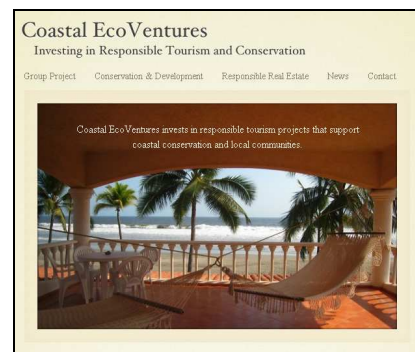 Coastal EcoVentures
Investing in Responsible Tourism and Conservation
Group Project Conservation & Development Responsible Real Estate News Contact
Coastal EcoVentures invests in responsible tourism projects that support
coastal conservation and local communities.